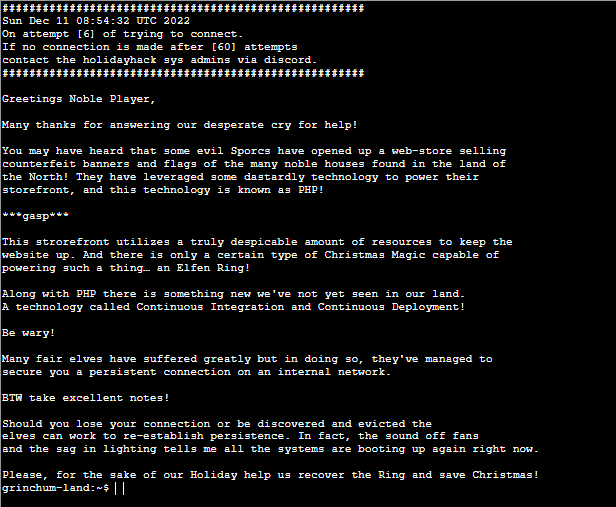 ######################################################
Sun Dec 11 08:54:32 UTC 2022
On attempt [6] of trying to connect.
If no connection is made after [60] attempts
contact the holidayhack sys admins via discord.
######################################################
Greetings Noble Player,
Many thanks for answering our desperate cry for help!
You may have heard that some evil Sporcs have opened up a web-store selling
counterfeit banners and flags of the many noble houses found in the land of
the North! They have leveraged some dastardly technology to power their
storefront, and this technology is known as PHP!
***gasp***
This strorefront utilizes a truly despicable amount of resources to keep the
website up. And there is only a certain type of Christmas Magic capable of
powering such a thing… an Elfen Ring!
Along with PHP there is something new we've not yet seen in our land.
A technology called Continuous Integration and Continuous Deployment!
Be wary!
Many fair elves have suffered greatly but in doing so, they've managed to
secure you a persistent connection on an internal network.
BTW take excellent notes!
Should you lose your connection or be discovered and evicted the
elves can work to re-establish persistence. In fact, the sound off fans
and the sag in lighting tells me all the systems are booting up again right now.
Please, for the sake of our Holiday help us recover the Ring and save Christmas!
grinchum-land:~$